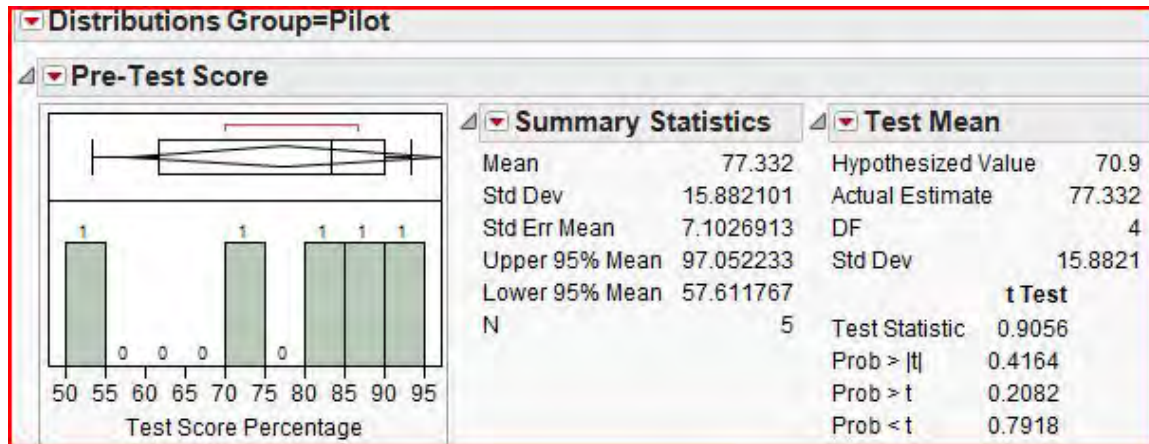 Distributions Group=Pilot
Pre-Test Score
1 0 0 0 1 0 1 1 1
50 55 60 65 70 75 80 85 90 95
Test Score Percentage
Summary Statistics
Mean 77.332
Std Dev 15.882101
Std Err Mean 7.1026913
Upper 95% Mean 97.052233
Lower 95% Mean 57.611767
N 5
Test Mean
Hypothesized Value 70.9
Actual Estimate 77.332
DF 4
Std Dev 15.8821
t Test
Test Statistic 0.9056
Prob > |t| 0.4164
Prob > t 0.2082
Prob < t 0.7918